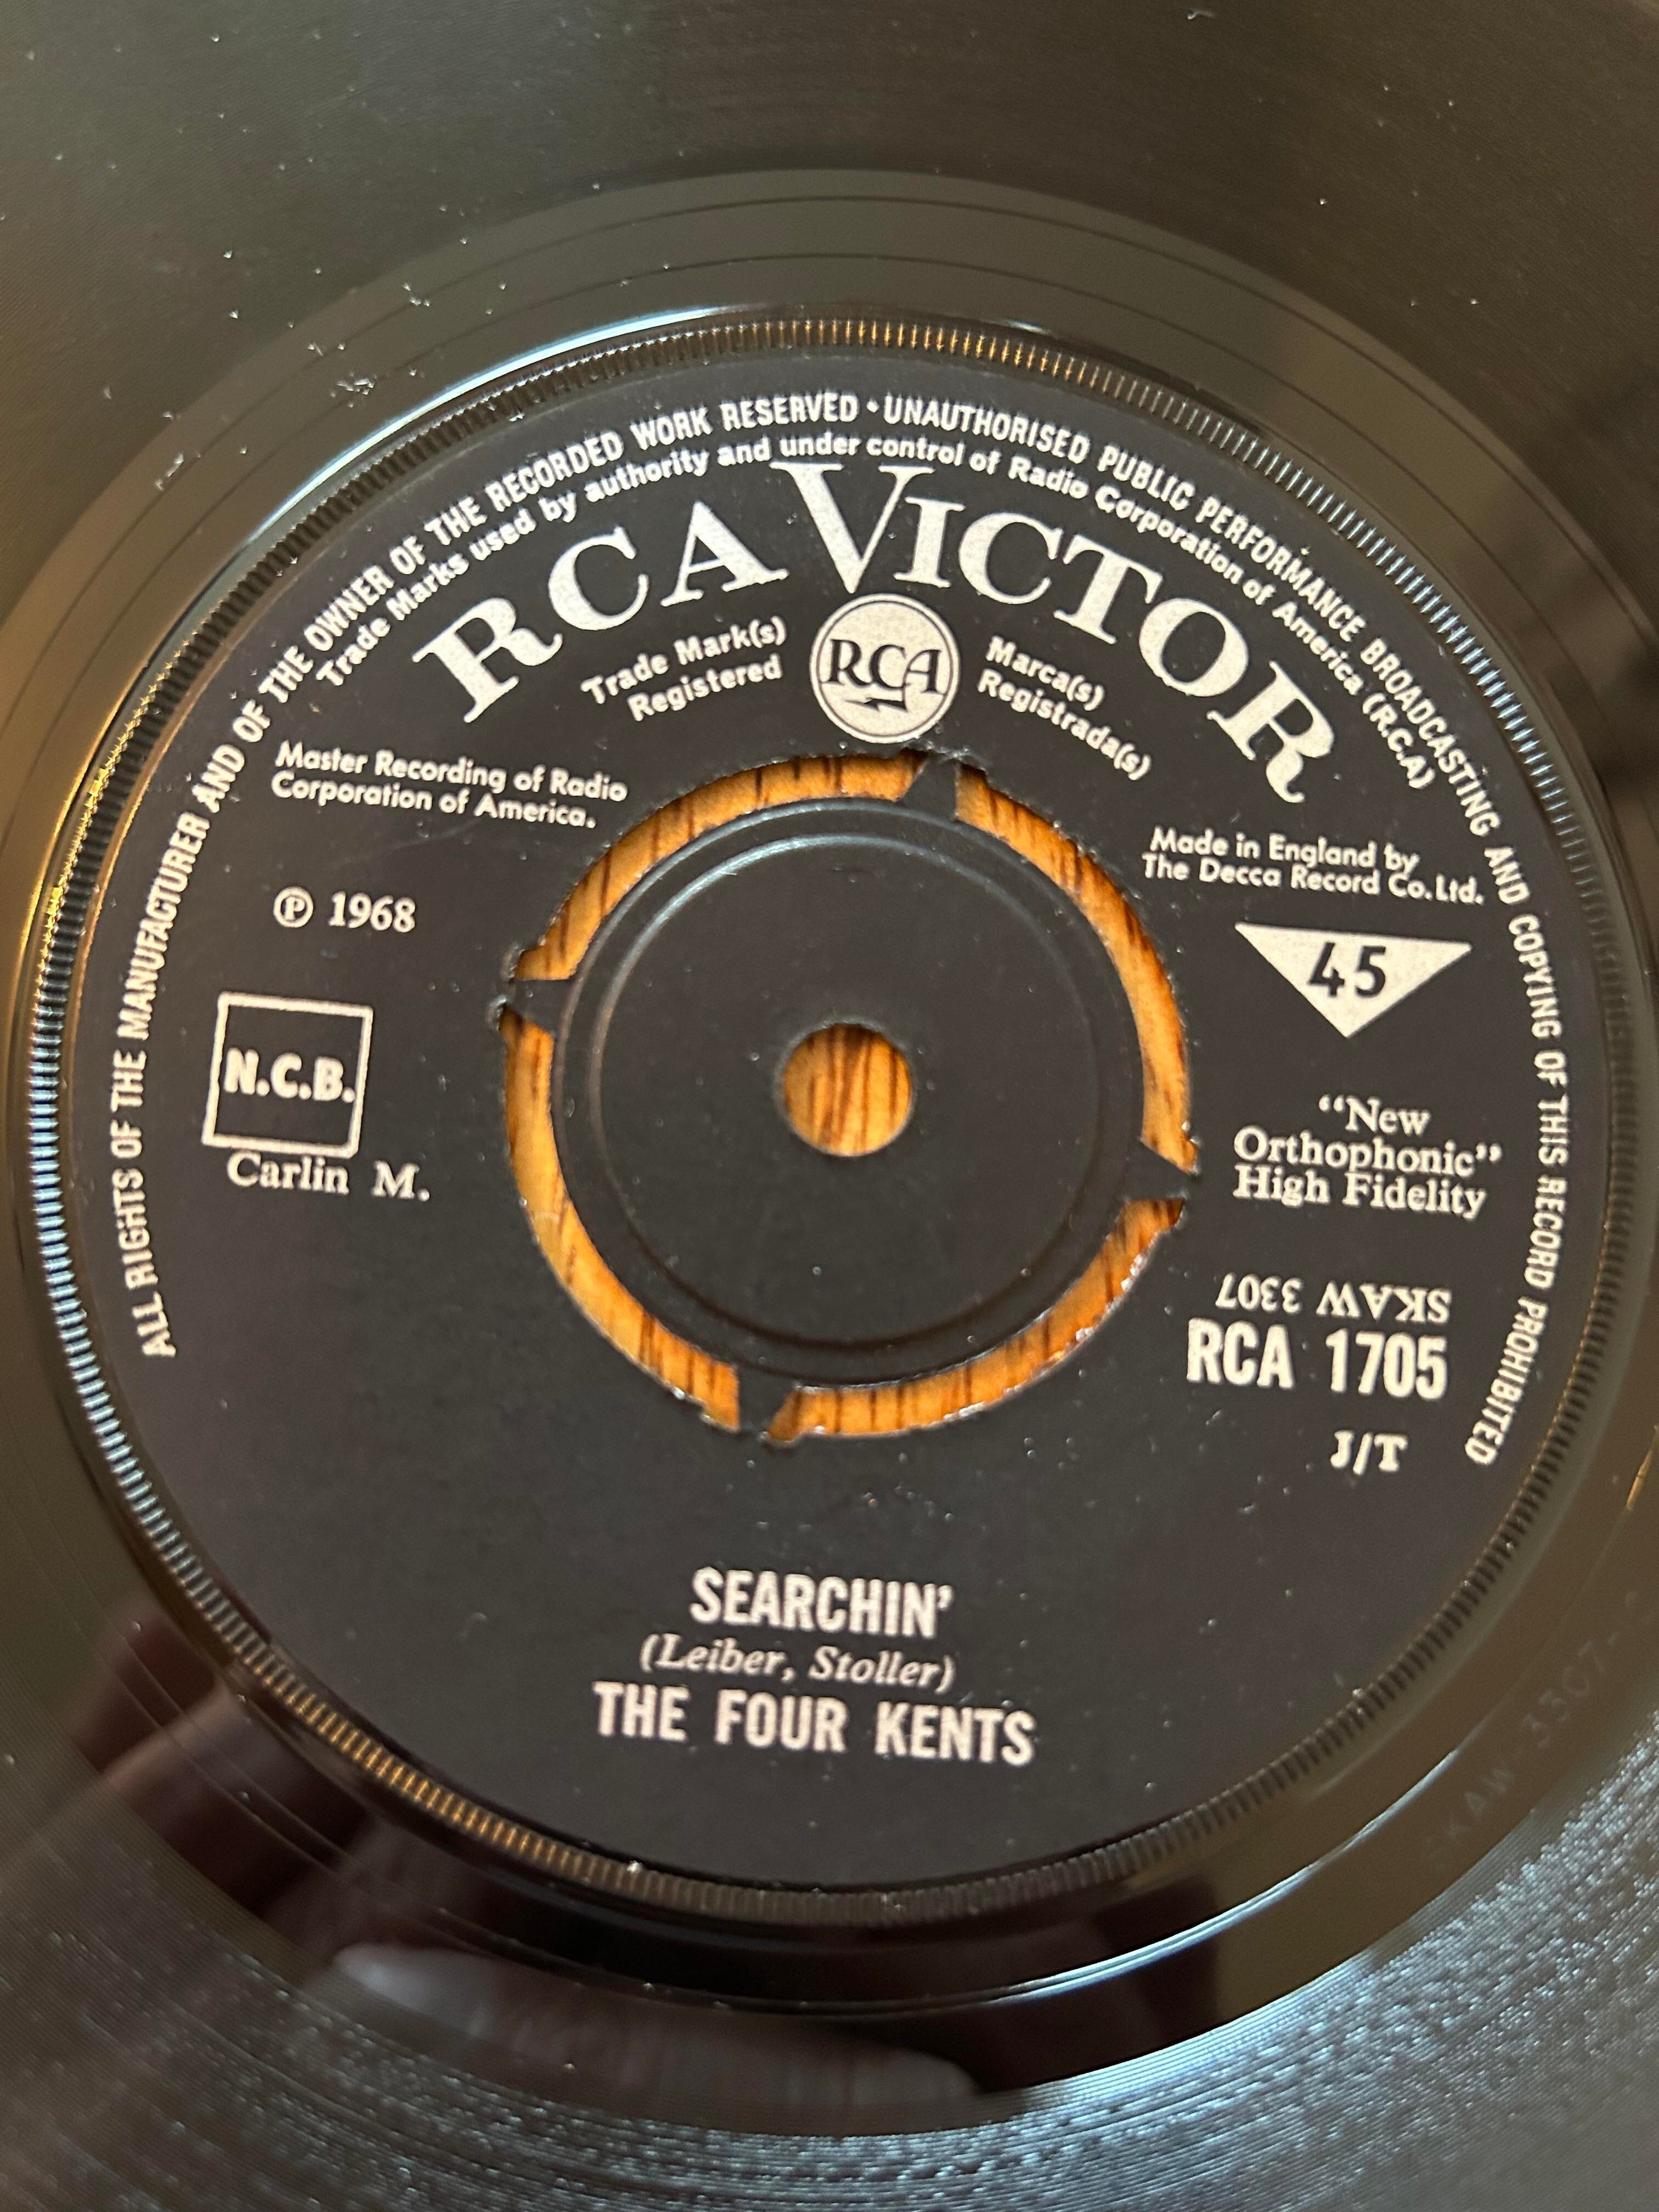 ALL RIGHTS OF THE MANUFACTURER AND OF THE OWNER OF THE RECORDED WORK RESERVED • UNAUTHORISED PUBLIC PERFORMANCE BROADCASTING AND COPYING OF THIS RECORD PROHIBITED
Trade Marks used by authority and under control of Radio Corporation of America (R.C.A)
RCA VICTOR
Trade Mark(s)
Registered
RCA
Marca(s)
Registrada(s)
Master Recording of Radio
Corporation of America.
Made in England by
The Decca Record Co. Ltd.
℗ 1968
45
N.C.B.
Carlin M.
“New
Orthophonic”
High Fidelity
SKAW 3307
RCA 1705
J/T
SEARCHIN’
(Leiber, Stoller)
THE FOUR KENTS